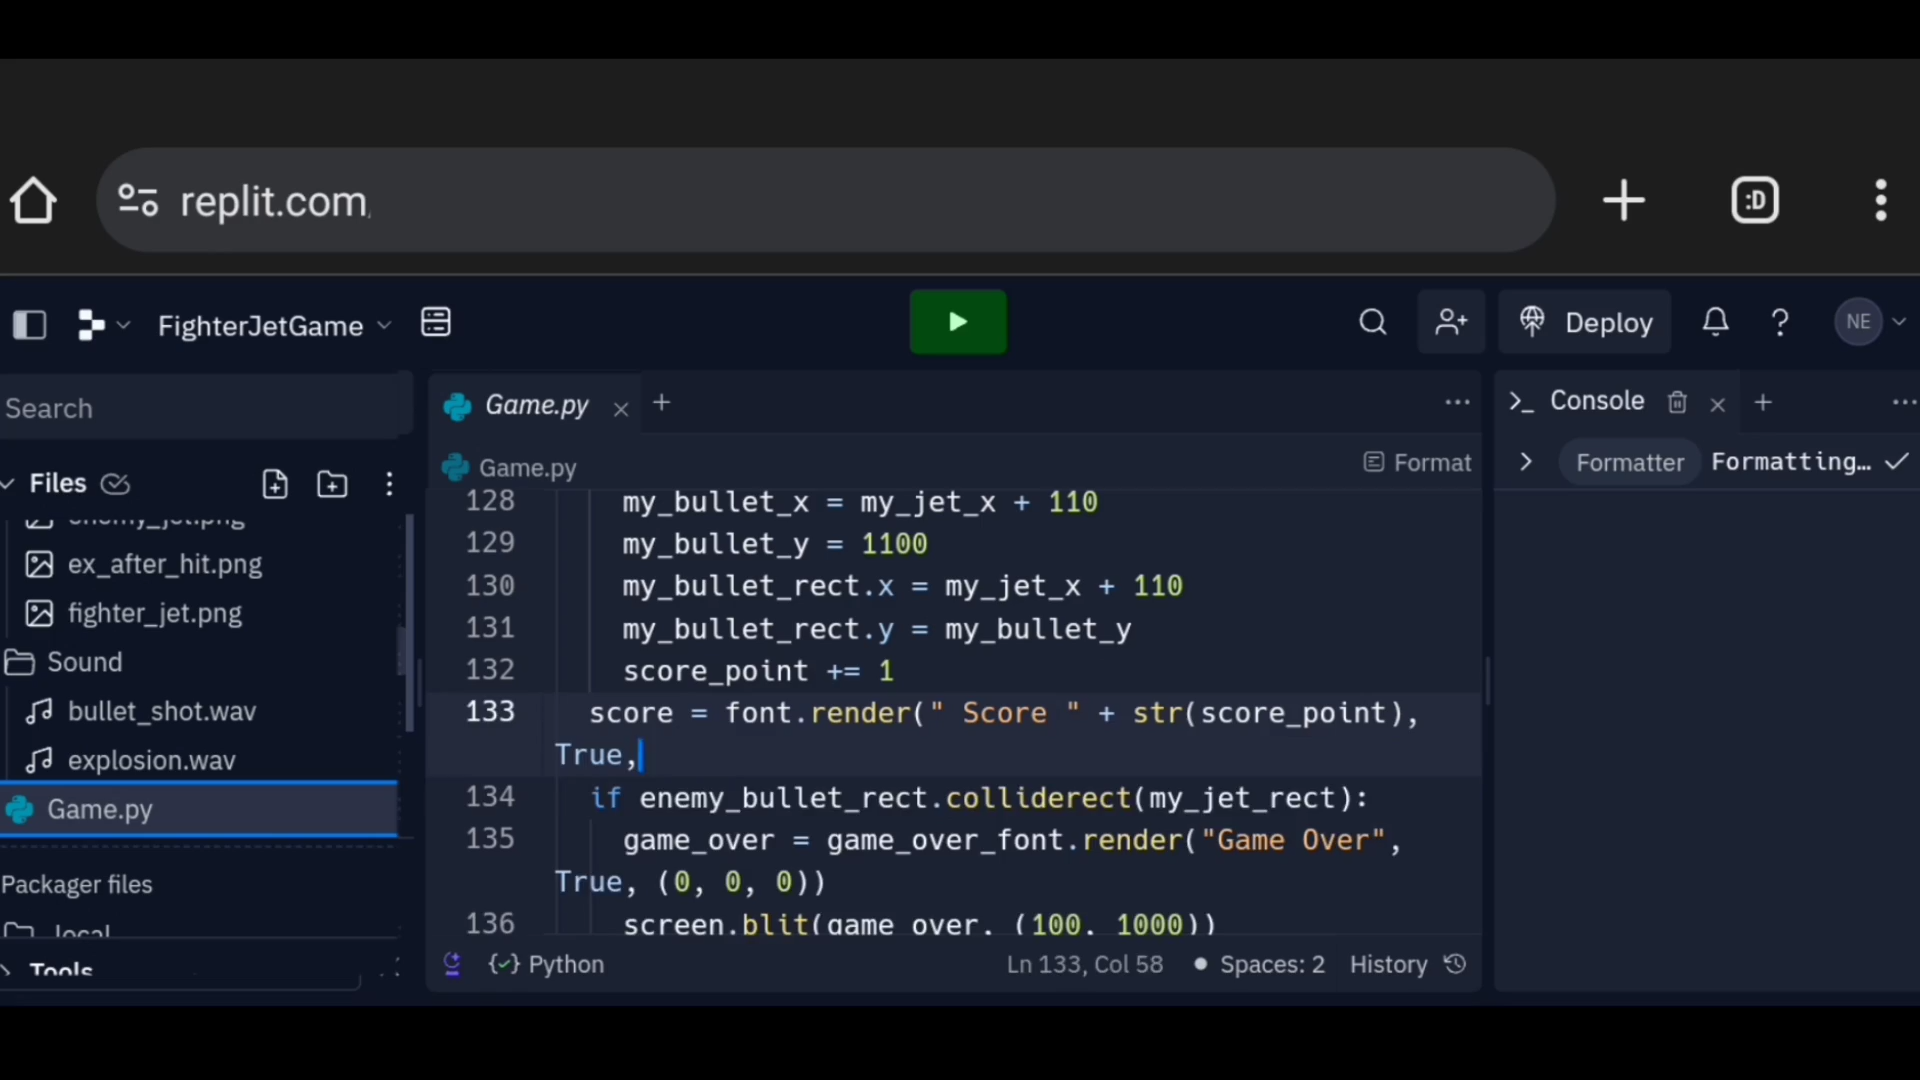 replit.com
:D
FighterJetGame
Deploy
?
NE
Search
Files
enemy_jet.png
ex_after_hit.png
fighter_jet.png
Sound
bullet_shot.wav
explosion.wav
Game.py
Packager files
.local
Tools
Game.py
Game.py
Format
128 my_bullet_x = my_jet_x + 110
129 my_bullet_y = 1100
130 my_bullet_rect.x = my_jet_x + 110
131 my_bullet_rect.y = my_bullet_y
132 score_point += 1
133 score = font.render(" Score " + str(score_point),
True,
134 if enemy_bullet_rect.colliderect(my_jet_rect):
135 game_over = game_over_font.render("Game Over",
True, (0, 0, 0))
136 screen.blit(game_over, (100, 1000))
{✓} Python
Ln 133, Col 58
Spaces: 2
History
Console
Formatter
Formatting...